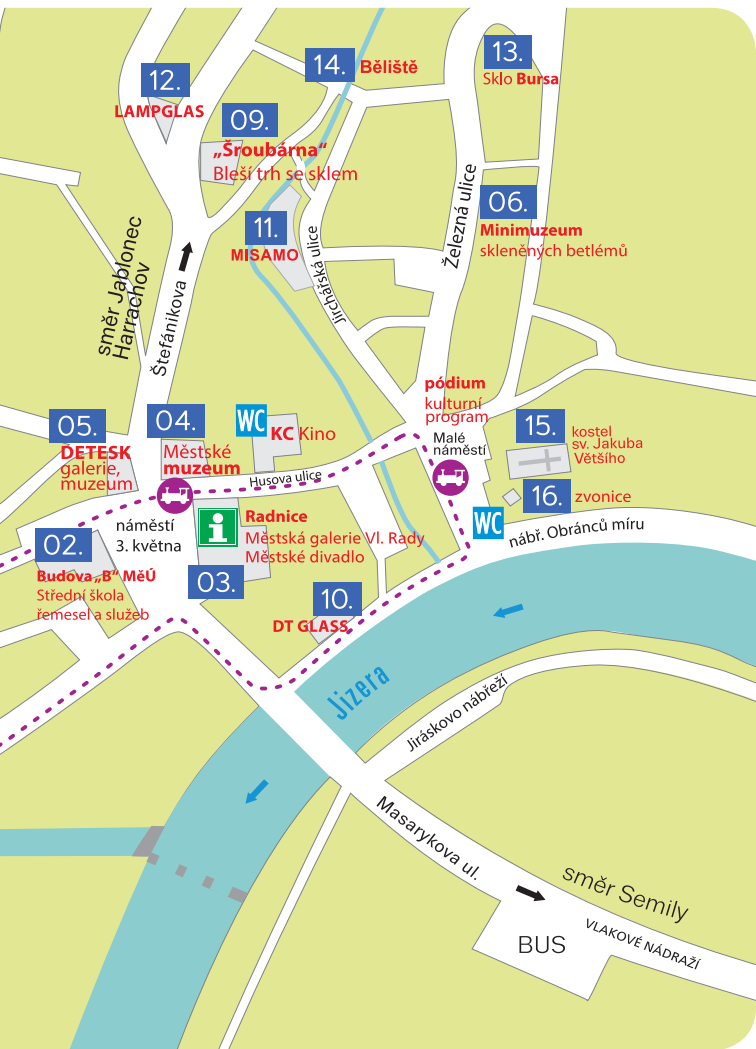 13.
Sklo Bursa
14. Běliště
12.
LAMPGLAS
09.
„Šroubárna“
Bleší trh se sklem
11.
MISAMO
06.
Minimuzeum
skleněných betlémů
Železná ulice
Jirchářská ulice
směr Jablonec
Harrachov
Štefánikova
05.
DETESK
galerie,
muzeum
04.
Městské
muzeum
WC
KC Kino
Husova ulice
pódium
kulturní
program
Malé
náměstí
15.
kostel
sv. Jakuba
Většího
16. zvonice
WC
nábř. Obránců míru
náměstí
3. května
02.
Budova „B“ MěÚ
Střední škola
řemesel a služeb
i
Radnice
Městská galerie Vl. Rady
Městské divadlo
03.
10.
DT GLASS
Jizera
Jiráskovo nábřeží
Masarykova ul.
směr Semily
VLAKOVÉ NÁDRAŽÍ
BUS